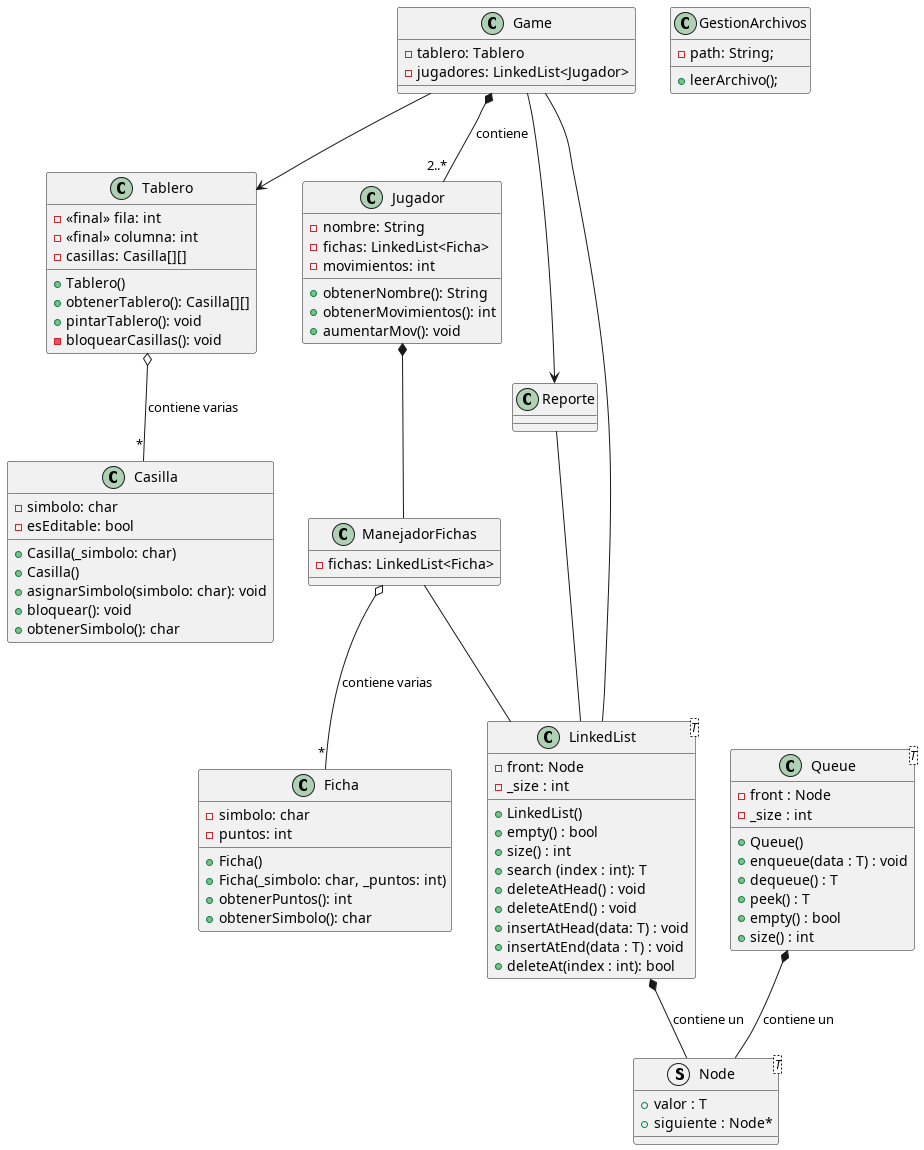 Game
tablero: Tablero
jugadores: LinkedList<Jugador>
GestionArchivos
path: String;
leerArchivo();
contiene
2..*
Tablero
«final» fila: int
«final» columna: int
casillas: Casilla[][]
Tablero()
obtenerTablero(): Casilla[][]
pintarTablero(): void
bloquearCasillas(): void
Jugador
nombre: String
fichas: LinkedList<Ficha>
movimientos: int
obtenerNombre(): String
obtenerMovimientos(): int
aumentarMov(): void
Reporte
contiene varias
*
Casilla
simbolo: char
esEditable: bool
Casilla(_simbolo: char)
Casilla()
asignarSimbolo(simbolo: char): void
bloquear(): void
obtenerSimbolo(): char
ManejadorFichas
fichas: LinkedList<Ficha>
contiene varias
*
Ficha
simbolo: char
puntos: int
Ficha()
Ficha(_simbolo: char, _puntos: int)
obtenerPuntos(): int
obtenerSimbolo(): char
LinkedList
T
front: Node
_size : int
LinkedList()
empty() : bool
size() : int
search (index : int): T
deleteAtHead() : void
deleteAtEnd() : void
insertAtHead(data: T) : void
insertAtEnd(data : T) : void
deleteAt(index : int): bool
Queue
T
front : Node
_size : int
Queue()
enqueue(data : T) : void
dequeue() : T
peek() : T
empty() : bool
size() : int
contiene un
contiene un
Node
T
valor : T
siguiente : Node*